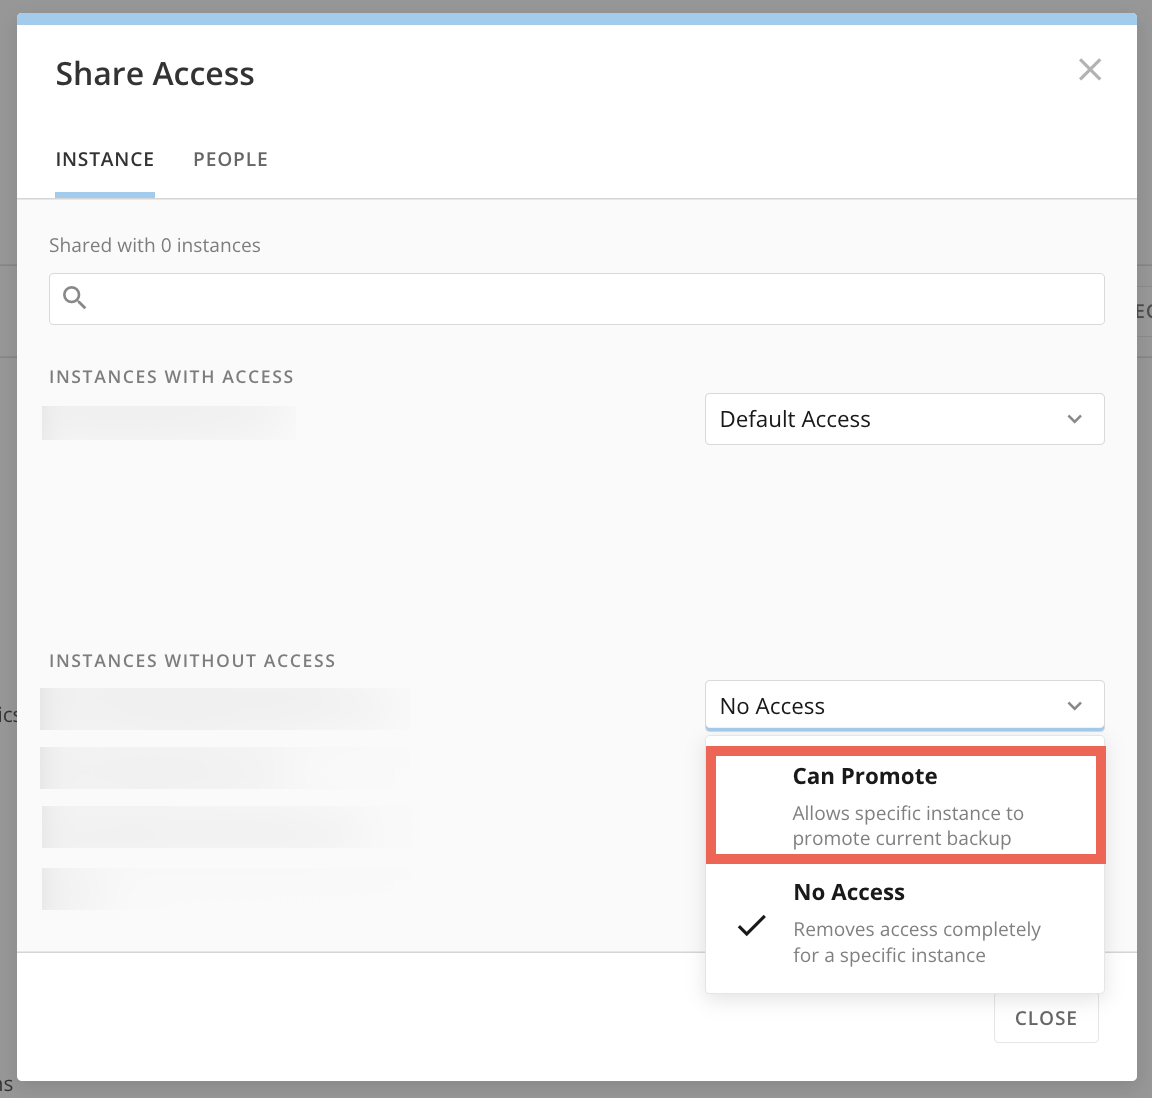 Share Access
INSTANCE
PEOPLE
Shared with 0 instances
INSTANCES WITH ACCESS
Default Access
INSTANCES WITHOUT ACCESS
No Access
Can Promote
Allows specific instance to
promote current backup
No Access
Removes access completely
for a specific instance
CLOSE